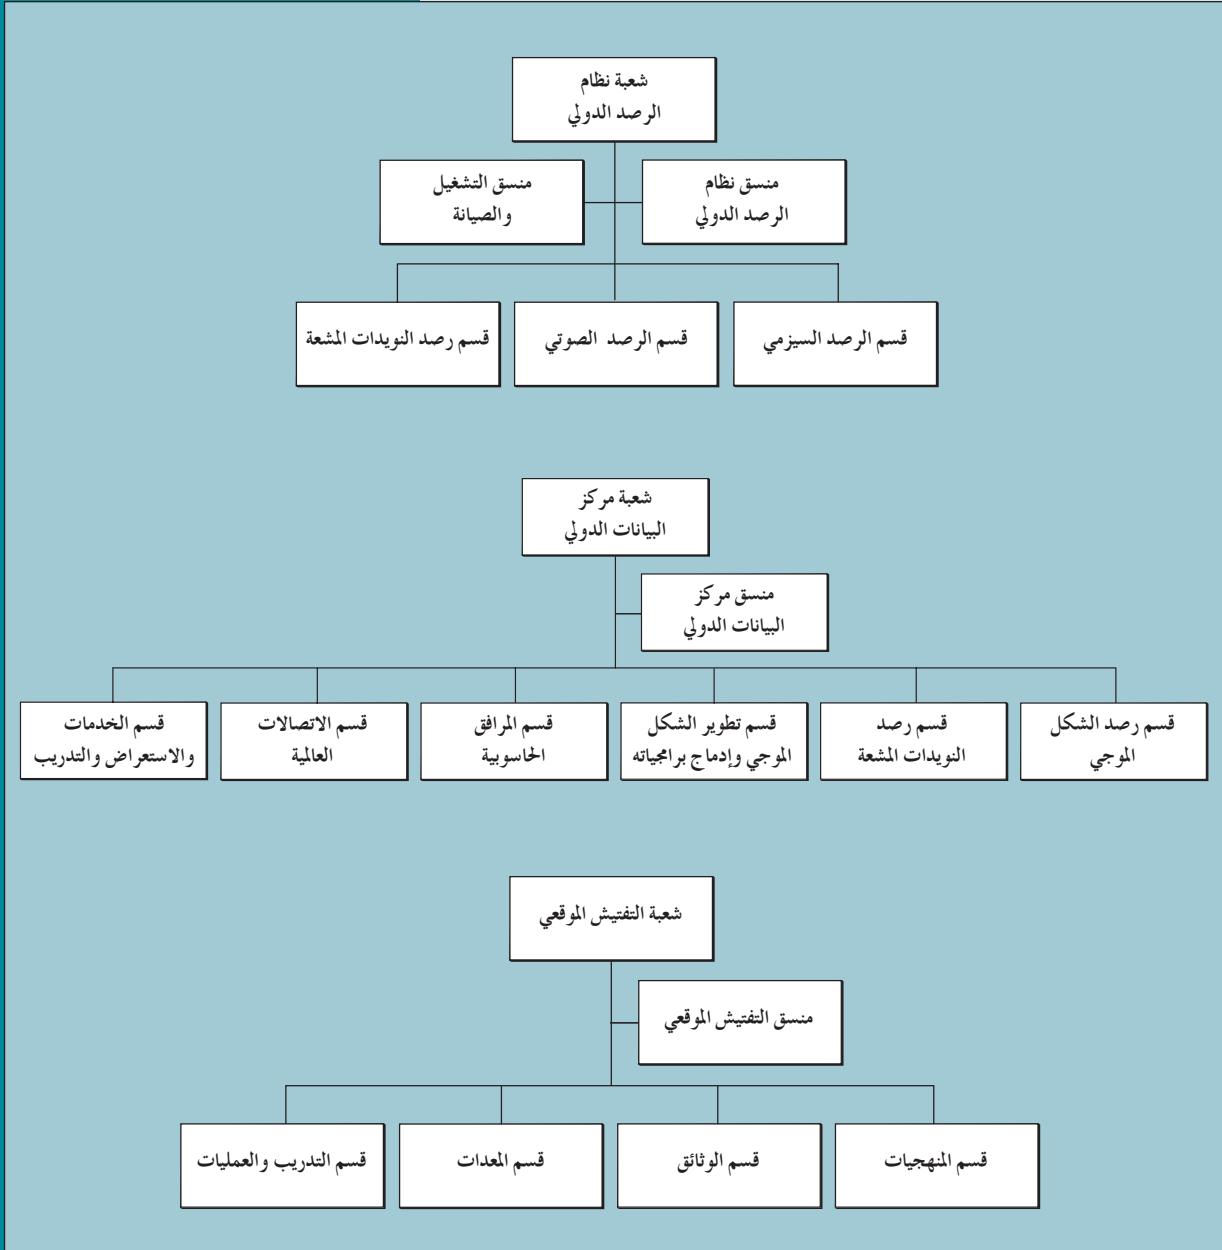 شعبة نظام
الرصد الدولي
منسق نظام
الرصد الدولي
منسق التشغيل
والصيانة
قسم الرصد السيزمي
قسم الرصد الصوتي
قسم رصد النويدات المشعة
شعبة مركز
البيانات الدولي
منسق مركز
البيانات الدولي
قسم رصد الشكل
الموجي
قسم رصد
النويدات المشعة
قسم تطوير الشكل
الموجي وإدماج برامجياته
قسم المرافق
الحاسوبية
قسم الاتصالات
العالمية
قسم الخدمات
والاستعراض والتدريب
شعبة التفتيش الموقعي
منسق التفتيش الموقعي
قسم المنهجيات
قسم الوثائق
قسم المعدات
قسم التدريب والعمليات